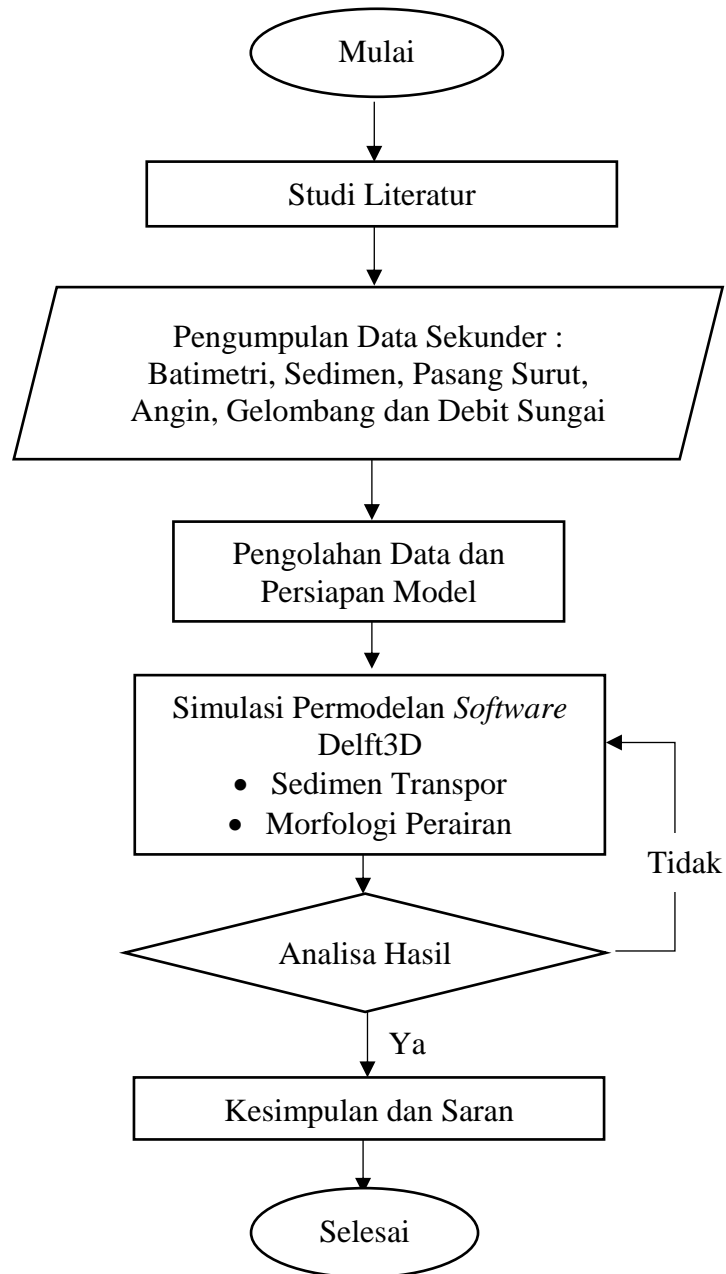 Mulai
Studi Literatur
Pengumpulan Data Sekunder :
Batimetri, Sedimen, Pasang Surut,
Angin, Gelombang dan Debit Sungai
Pengolahan Data dan
Persiapan Model
Simulasi Permodelan Software
Delft3D
• Sedimen Transpor
• Morfologi Perairan
Tidak
Analisa Hasil
Ya
Kesimpulan dan Saran
Selesai